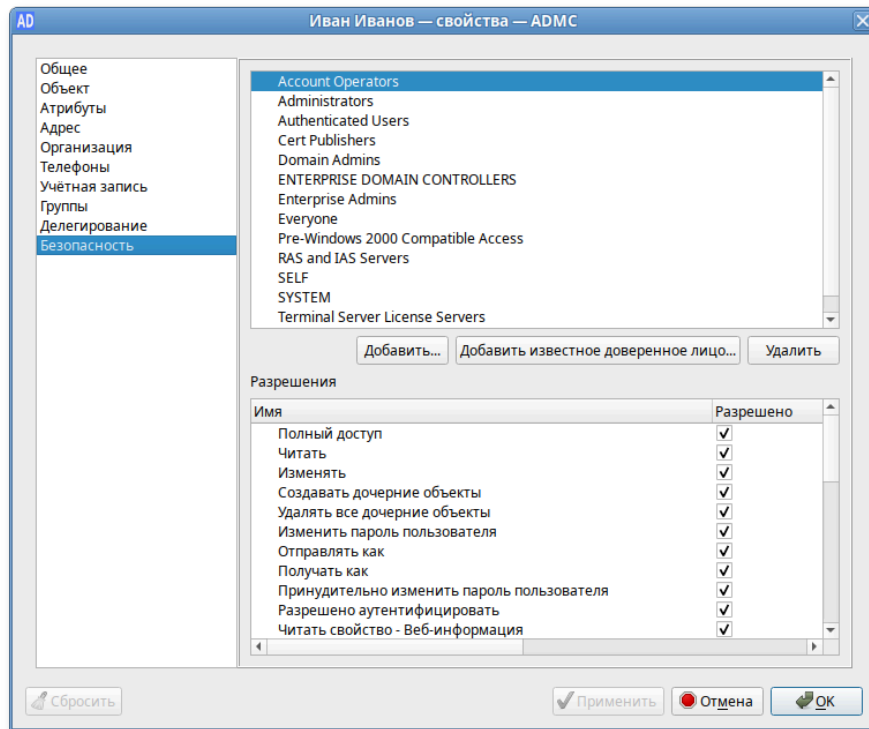 AD Иван Иванов — свойства — ADMC
Общее
Объект
Атрибуты
Адрес
Организация
Телефоны
Учётная запись
Группы
Делегирование
Безопасность
Account Operators
Administrators
Authenticated Users
Cert Publishers
Domain Admins
ENTERPRISE DOMAIN CONTROLLERS
Enterprise Admins
Everyone
Pre-Windows 2000 Compatible Access
RAS and IAS Servers
SELF
SYSTEM
Terminal Server License Servers
Добавить... Добавить известное доверенное лицо... Удалить
Разрешения
Имя Разрешено
Полный доступ
Читать
Изменять
Создавать дочерние объекты
Удалять все дочерние объекты
Изменить пароль пользователя
Отправлять как
Получать как
Принудительно изменить пароль пользователя
Разрешено аутентифицировать
Читать свойство - Веб-информация
Сбросить Применить Отмена OK